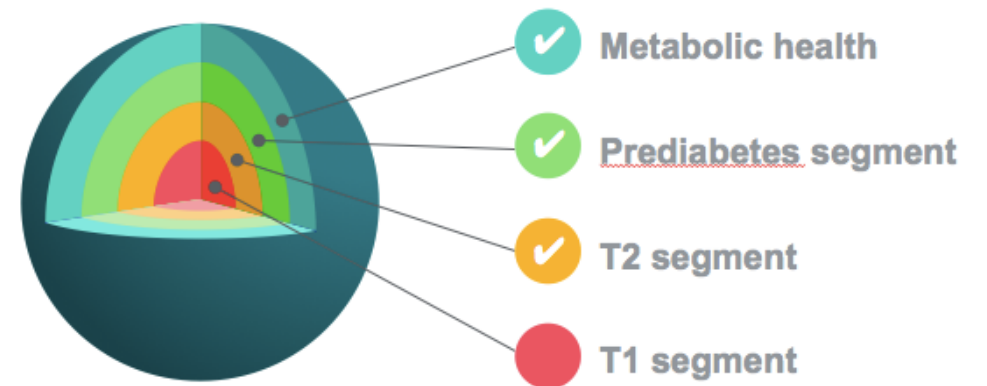 Metabolic health
Prediabetes segment
T2 segment
T1 segment